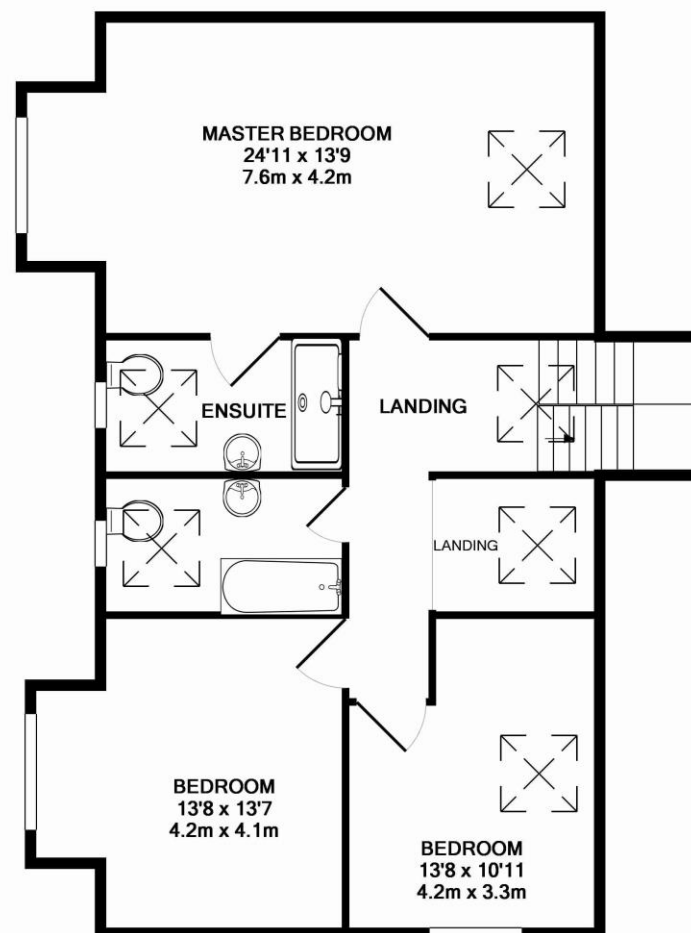 MASTER BEDROOM
24'11 x 13'9
7.6m x 4.2m
ENSUITE
LANDING
LANDING
BEDROOM
13'8 x 13'7
4.2m x 4.1m
BEDROOM
13'8 x 10'11
4.2m x 3.3m